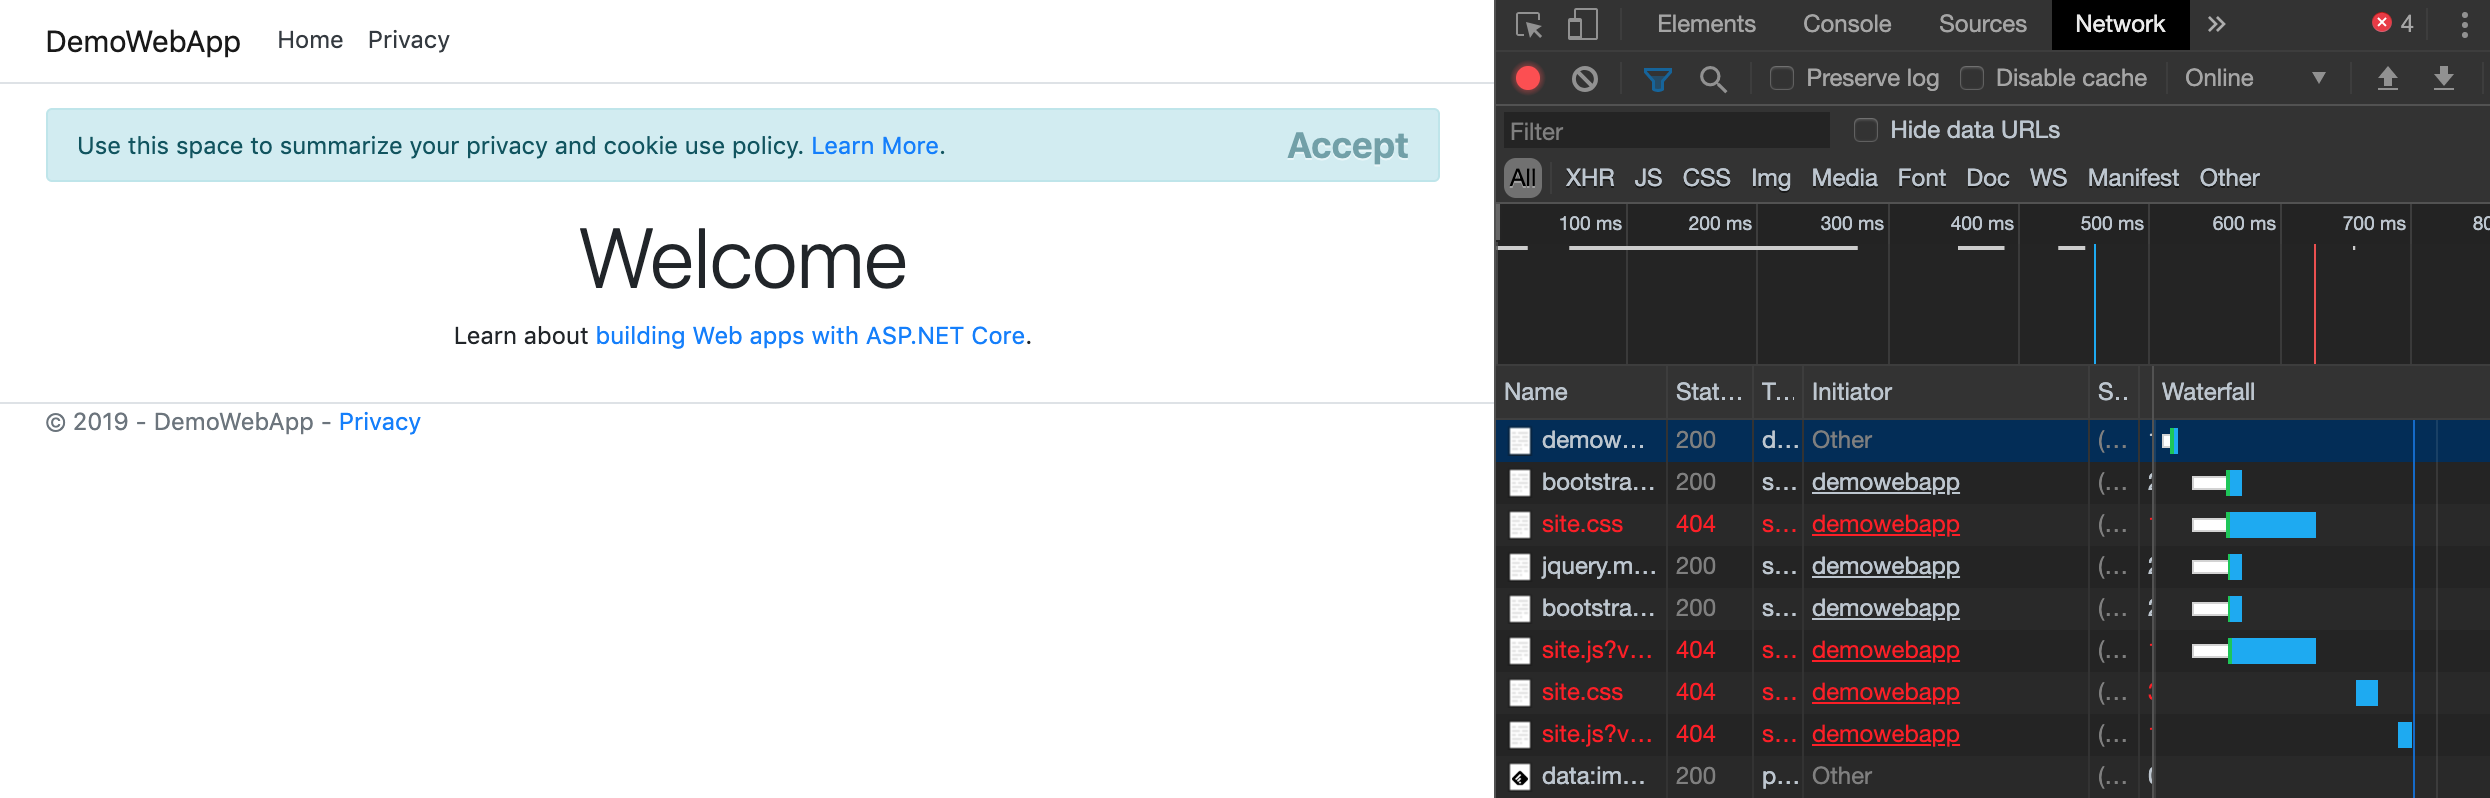 DemoWebApp Home Privacy
Use this space to summarize your privacy and cookie use policy. Learn More.
Accept
Welcome
Learn about building Web apps with ASP.NET Core.
© 2019 - DemoWebApp - Privacy
Elements Console Sources Network 4
Preserve log Disable cache Online
Filter Hide data URLs
All XHR JS CSS Img Media Font Doc WS Manifest Other
100 ms 200 ms 300 ms 400 ms 500 ms 600 ms 700 ms 80
Name Stat... T... Initiator S.. Waterfall
demow... 200 d... Other (...
bootstra... 200 s... demowebapp (...
site.css 404 s... demowebapp (...
jquery.m... 200 s... demowebapp (...
bootstra... 200 s... demowebapp (...
site.js?v... 404 s... demowebapp (...
site.css 404 s... demowebapp (...
site.js?v... 404 s... demowebapp (...
data:im... 200 p... Other (...